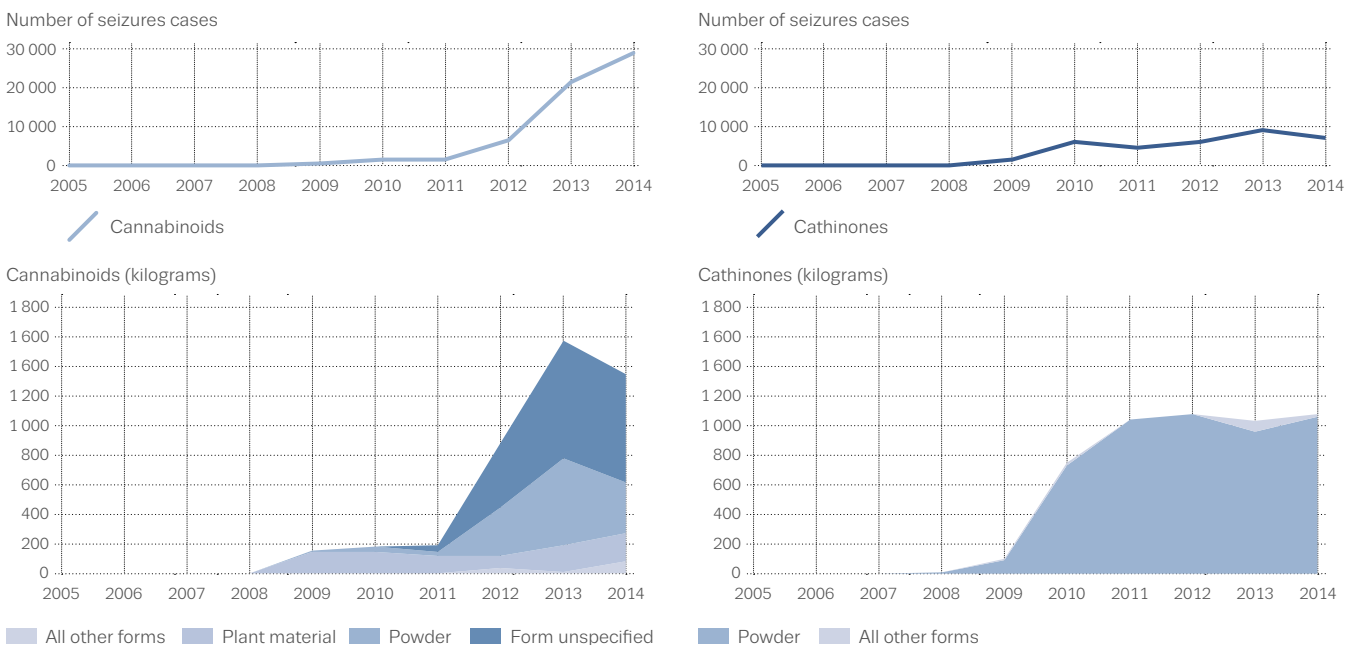 Number of seizures cases
30 000
20 000
10 000
0
2005 2006 2007 2008 2009 2010 2011 2012 2013 2014
Cannabinoids
Number of seizures cases
30 000
20 000
10 000
0
2005 2006 2007 2008 2009 2010 2011 2012 2013 2014
Cathinones
Cannabinoids (kilograms)
1 800
1 600
1 600
1 200
1 000
800
600
400
200
0
2005 2006 2007 2008 2009 2010 2011 2012 2013 2014
All other forms Plant material Powder Form unspecified
Cathinones (kilograms)
1 800
1 600
1 600
1 200
1 000
800
600
400
200
0
2005 2006 2007 2008 2009 2010 2011 2012 2013 2014
Powder All other forms